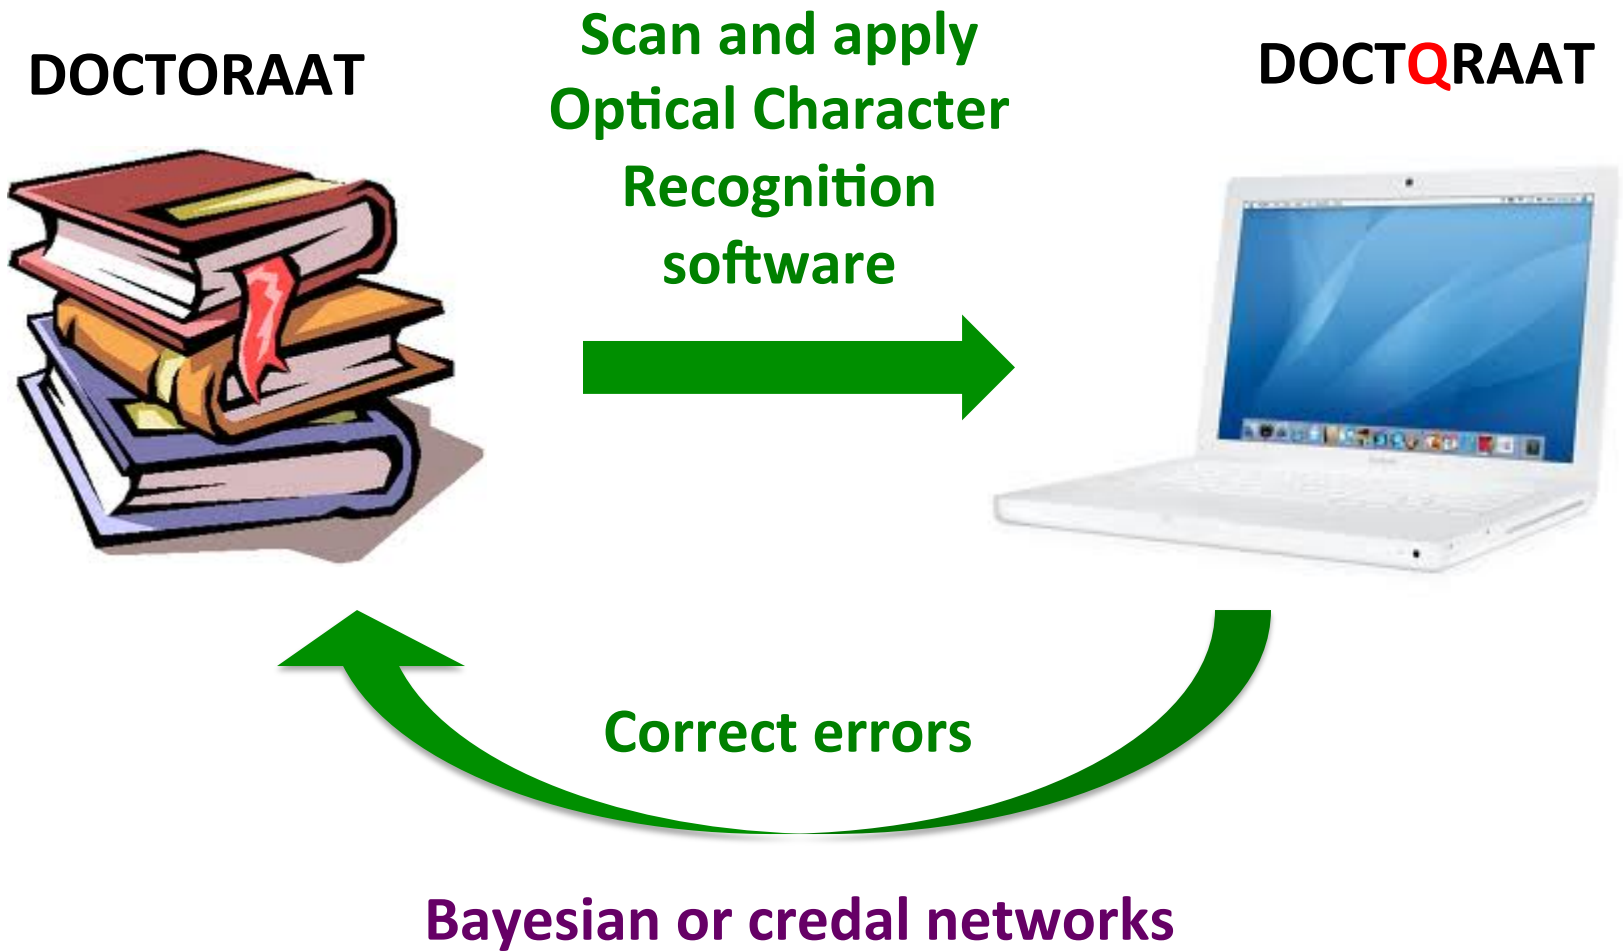 DOCTORAAT
Scan and apply
Optical Character
Recognition
software
DOCTQRAAT
Correct errors
Bayesian or credal networks